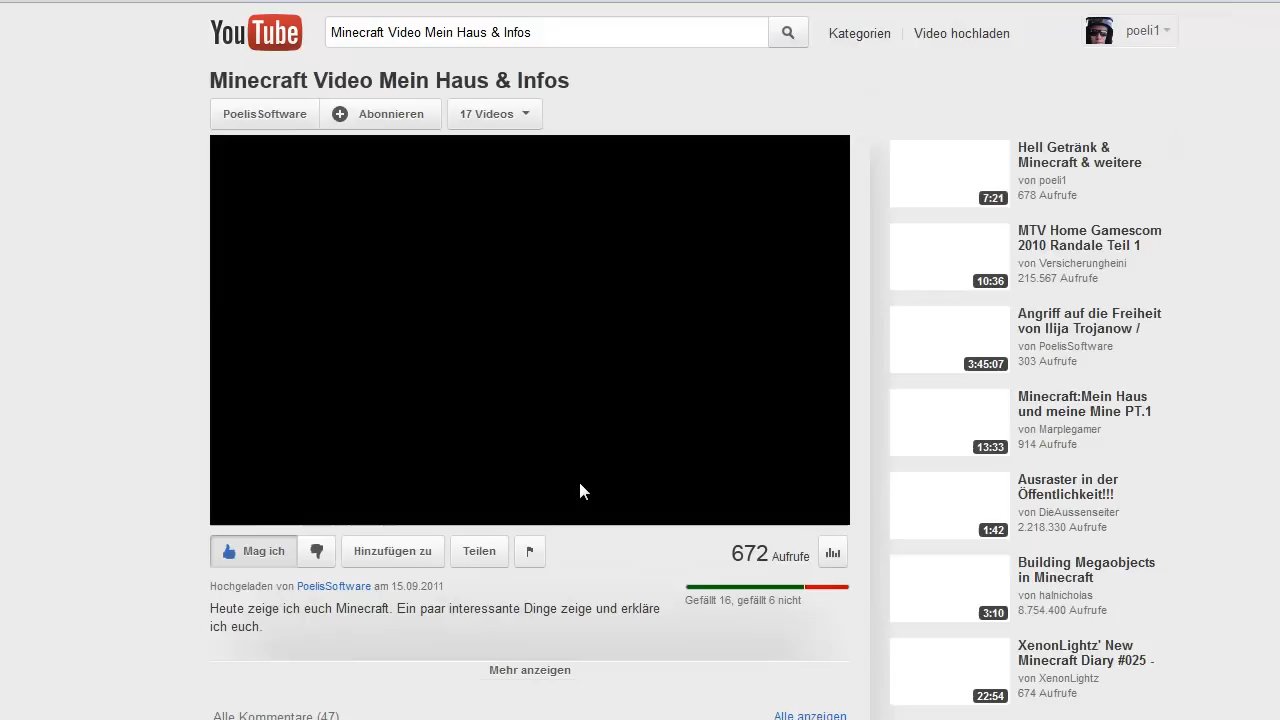 YouTube
Minecraft Video Mein Haus & Infos
Kategorien
Video hochladen
poeli1
Minecraft Video Mein Haus & Infos
PoelisSoftware
Abonnieren
17 Videos
Mag ich
Hinzufügen zu
Teilen
672 Aufrufe
Hochgeladen von PoelisSoftware am 15.09.2011
Gefällt 16, gefällt 6 nicht
Heute zeige ich euch Minecraft. Ein paar interessante Dinge zeige und erkläre
ich euch.
Mehr anzeigen
Alle Kommentare (47)
Alle anzeigen
Hell Getränk &
Minecraft & weitere
von poeli1
678 Aufrufe
7:21
MTV Home Gamescom
2010 Randale Teil 1
von Versicherungheini
215.567 Aufrufe
10:36
Angriff auf die Freiheit
von Ilija Trojanow /
von PoelisSoftware
303 Aufrufe
3:45:07
Minecraft:Mein Haus
und meine Mine PT.1
von Marplegamer
914 Aufrufe
13:33
Ausraster in der
Öffentlichkeit!!!
von DieAussenseiter
2.218.330 Aufrufe
1:42
Building Megaobjects
in Minecraft
von halnicholas
8.754.400 Aufrufe
3:10
XenonLightz' New
Minecraft Diary #025 -
von XenonLightz
674 Aufrufe
22:54